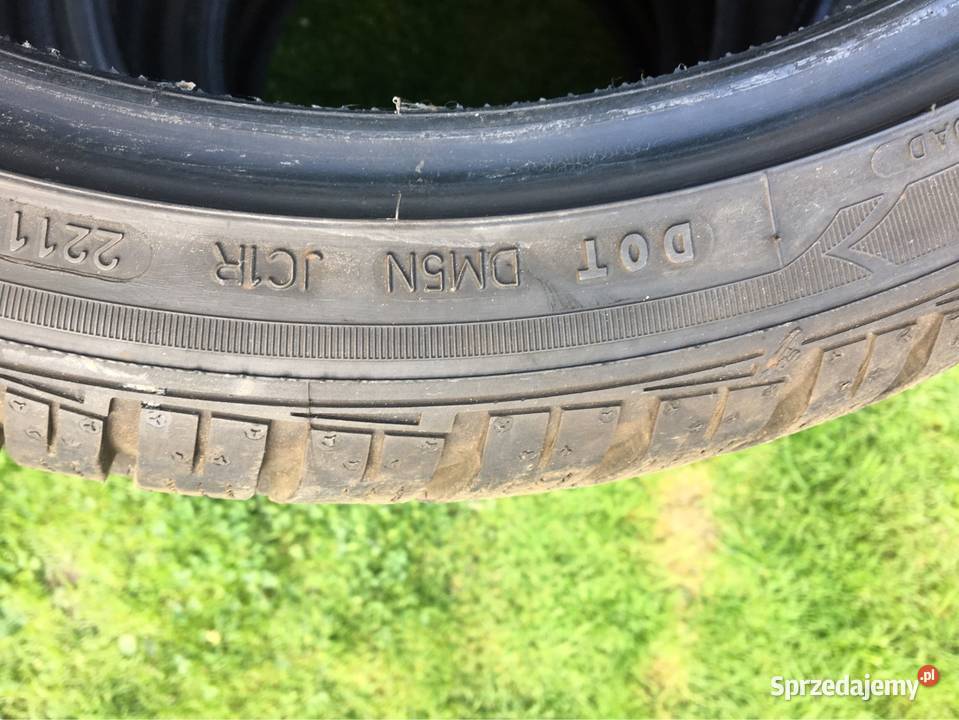 DOT DM5N JC1R 2211
Sprzedajemy.pl